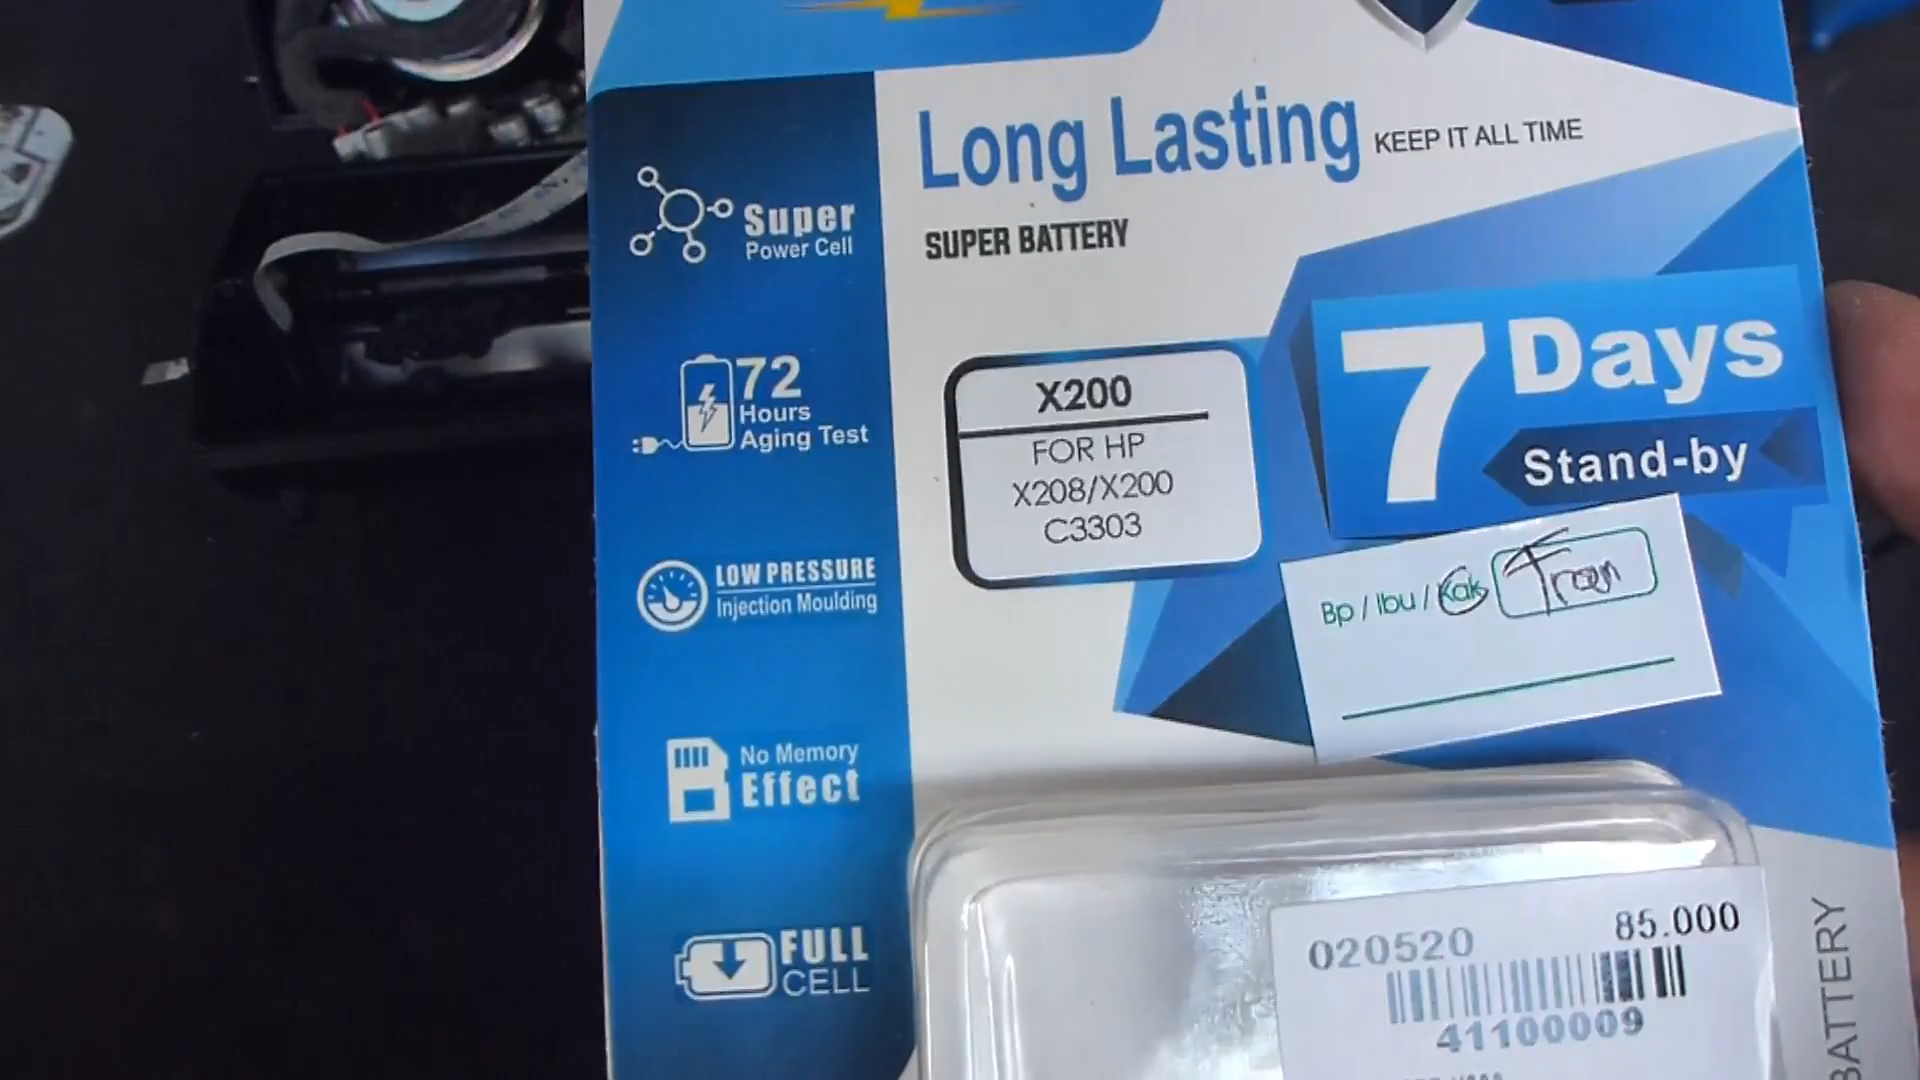 Long Lasting KEEP IT ALL TIME
SUPER BATTERY
Super
Power Cell
72
Hours
Aging Test
LOW PRESSURE
Injection Moulding
No Memory
Effect
FULL
CELL
X200
FOR HP
X208/X200
C3303
7 Days
Stand-by
Bp / Ibu / Kak
020520 85.000
41100009
BATTERY